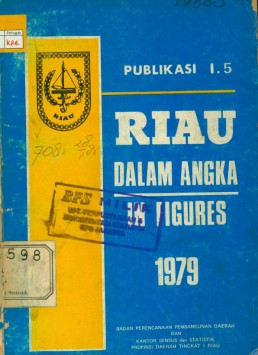 PUBLIKASI I.5
RIAU
RIAU
DALAM ANGKA
IN FIGURES
1979
BPS
598
BADAN PERENCANAAN PEMBANGUNAN DAERAH
DAN
KANTOR SENSUS dan STATISTIK
PROPINSI DAERAH TINGKAT I RIAU